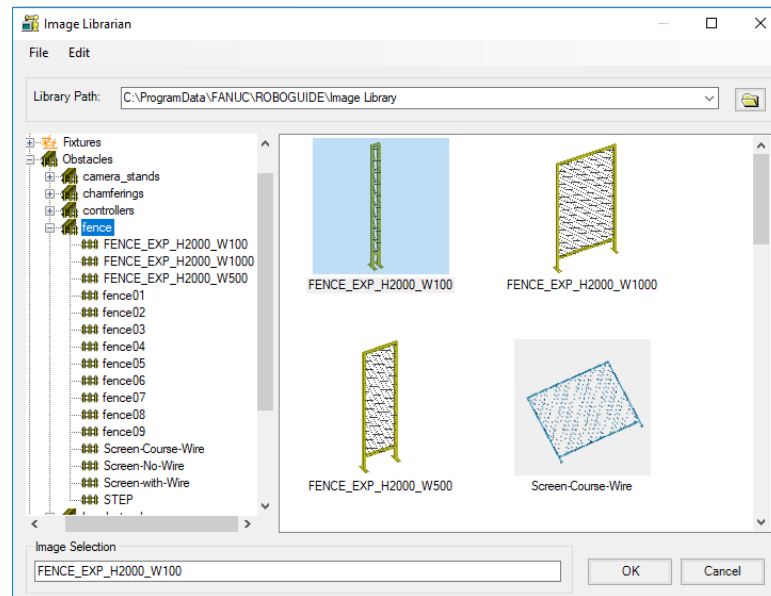 Image Librarian
File Edit
Library Path: C:\ProgramData\FANUC\ROBOGUIDE\Image Library
Fixtures
Obstacles
camera_stands
chamferings
controllers
fence
FENCE_EXP_H2000_W100
FENCE_EXP_H2000_W1000
FENCE_EXP_H2000_W500
fence01
fence02
fence03
fence04
fence05
fence06
fence07
fence08
fence09
Screen-Course-Wire
Screen-No-Wire
Screen-with-Wire
STEP
FENCE_EXP_H2000_W100 FENCE_EXP_H2000_W1000
FENCE_EXP_H2000_W500 Screen-Course-Wire
Image Selection
FENCE_EXP_H2000_W100
OK Cancel